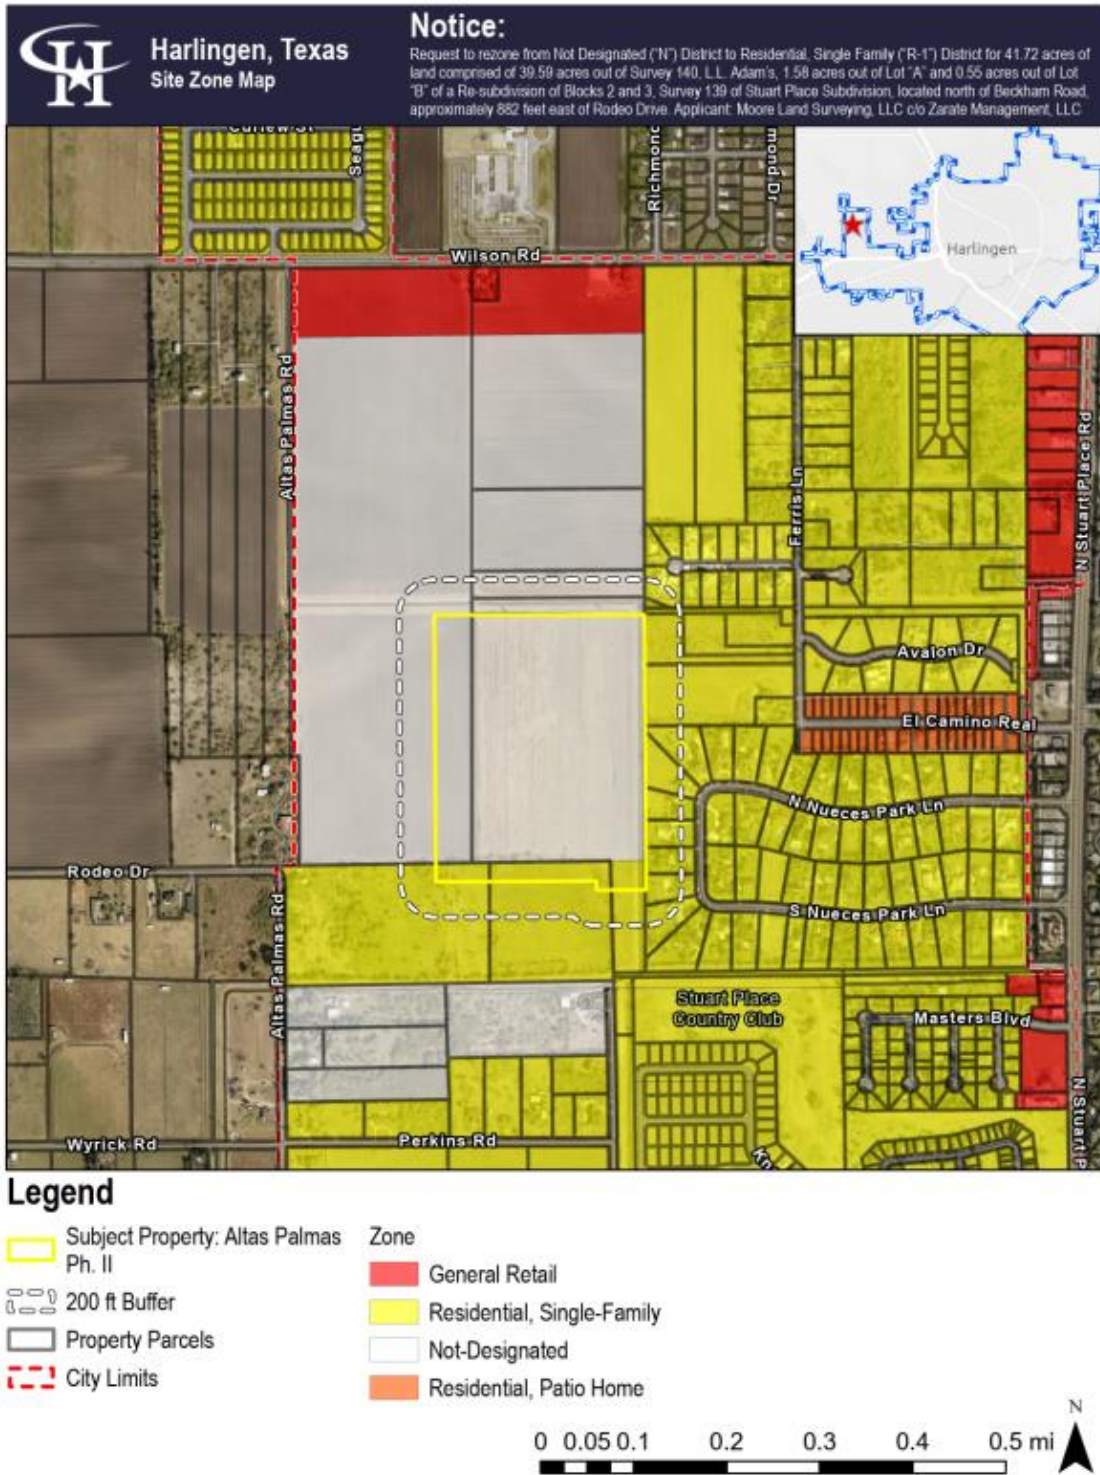 Harlingen, Texas
Site Zone Map
Notice:
Request to rezone from Not Designated ("N") District to Residential, Single Family ("R-1") District for 41.72 acres of
land comprised of 39.59 acres out of Survey 140, L.L. Adam's, 1.58 acres out of Lot "A" and 0.55 acres out of Lot
"B" of a Re-subdivision of Blocks 2 and 3, Survey 139 of Stuart Place Subdivision, located north of Beckham Road,
approximately 882 feet east of Rodeo Drive. Applicant: Moore Land Surveying, LLC c/o Zarate Management, LLC
Curlew St
Seagu
Richmond
mond Dr
Wilson Rd
Harlingen
Altas Palmas Rd
Ferris Ln
N Stuart Place Rd
Avalon Dr
El Camino Real
N Nueces Park Ln
Rodeo Dr
S Nueces Park Ln
Altas Palmas Rd
Stuart Place
Country Club
Masters Blvd
Wyrick Rd
Perkins Rd
Kn
N Stuart P
Legend
Subject Property: Altas Palmas
Ph. II
200 ft Buffer
Property Parcels
City Limits
Zone
General Retail
Residential, Single-Family
Not-Designated
Residential, Patio Home
N
0 0.05 0.1 0.2 0.3 0.4 0.5 mi